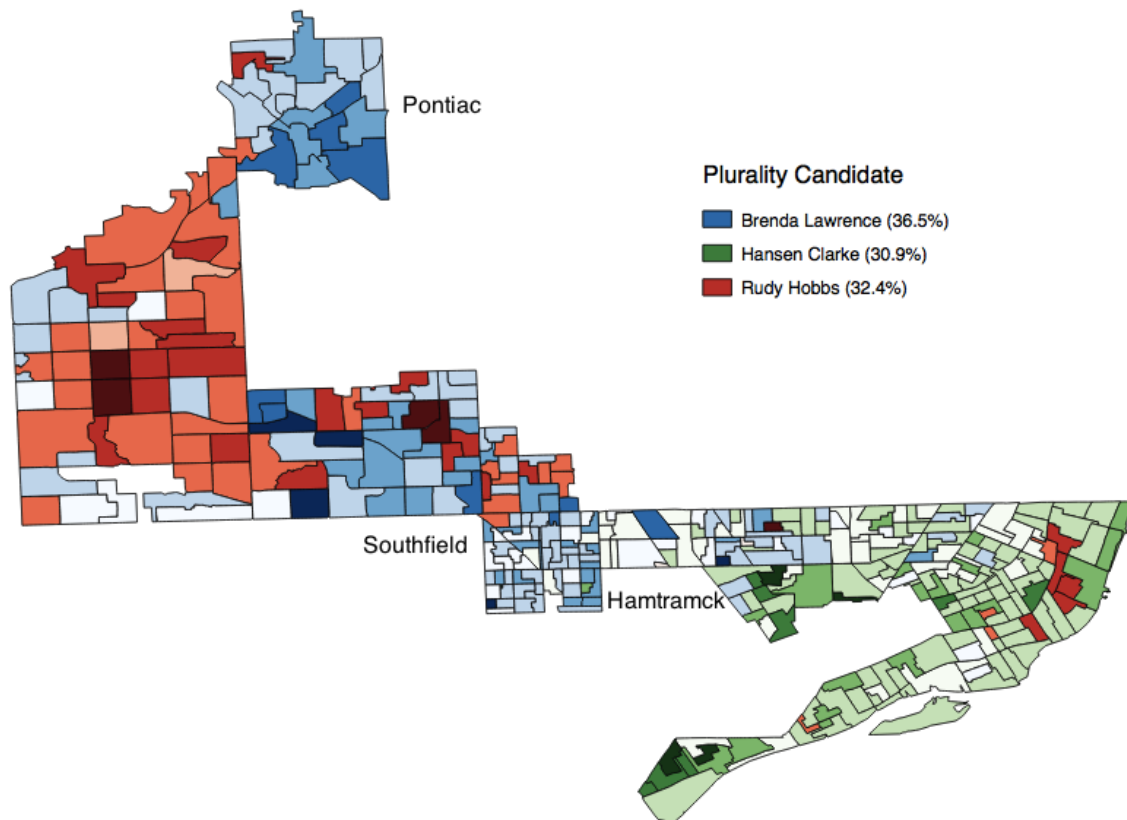 Pontiac
Plurality Candidate
Brenda Lawrence (36.5%)
Hansen Clarke (30.9%)
Rudy Hobbs (32.4%)
Southfield
Hamtramck